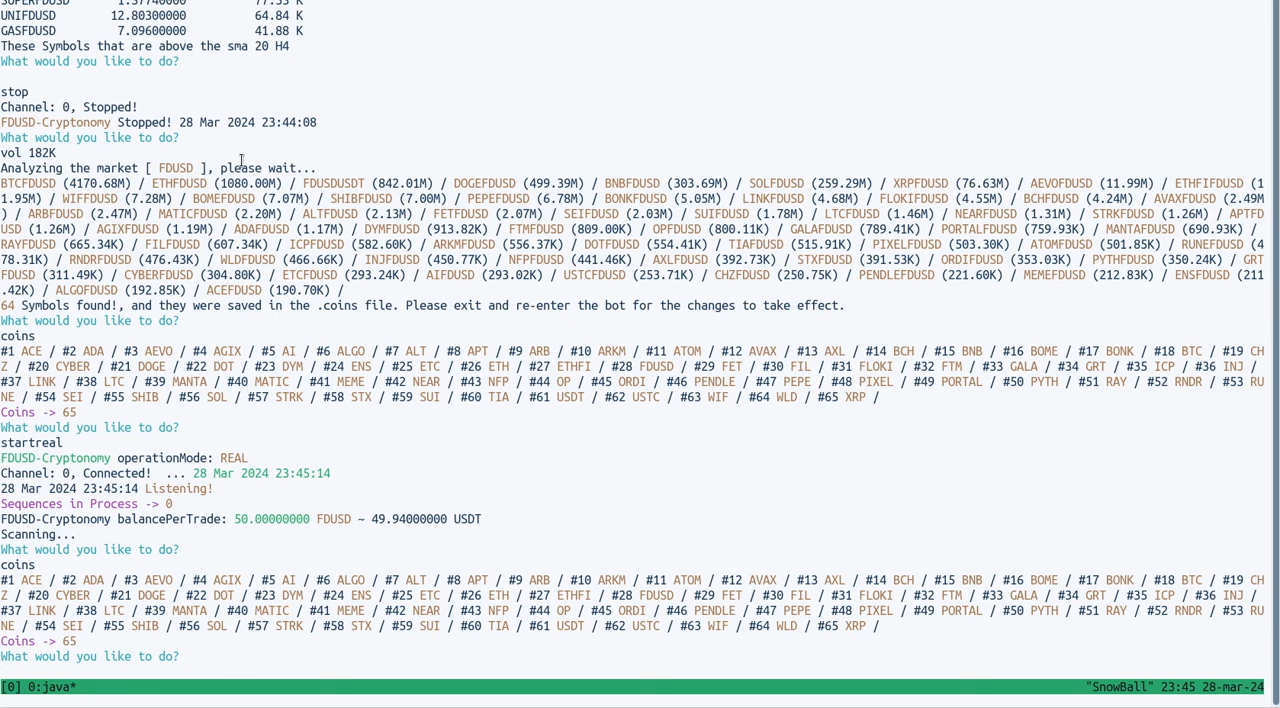 UNIFDUSD 12.80300000 64.84 K
GASFDUSD 7.09600000 41.88 K
These Symbols that are above the sma 20 H4
What would you like to do?
stop
Channel: 0, Stopped!
FDUSD-Cryptonomy Stopped! 28 Mar 2024 23:44:08
What would you like to do?
vol 182K
Analyzing the market [ FDUSD ], please wait...
BTCFDUSD (4170.68M) / ETHFDUSD (1080.00M) / FDUSDUSDT (842.01M) / DOGEFDUSD (499.39M) / BNBFDUSD (303.69M) / SOLFDUSD (259.29M) / XRPFDUSD (76.63M) / AEVOFDUSD (11.99M) / ETHFIFDUSD (1
1.95M) / WIFFDUSD (7.28M) / BOMEFDUSD (7.07M) / SHIBFDUSD (7.00M) / PEPEFDUSD (6.78M) / BONKFDUSD (5.05M) / LINKFDUSD (4.68M) / FLOKIFDUSD (4.55M) / BCHFDUSD (4.24M) / AVAXFDUSD (2.49M
) / ARBFDUSD (2.47M) / MATICFDUSD (2.20M) / ALTFDUSD (2.13M) / FETFDUSD (2.07M) / SEIFDUSD (2.03M) / SUIFDUSD (1.78M) / LTCFDUSD (1.46M) / NEARFDUSD (1.31M) / STRKFDUSD (1.26M) / APTFD
USD (1.26M) / AGIXFDUSD (1.19M) / ADAFDUSD (1.17M) / DYMFDUSD (913.82K) / FTMFDUSD (809.00K) / OPFDUSD (800.11K) / GALAFDUSD (789.41K) / PORTALFDUSD (759.93K) / MANTAFDUSD (690.93K) /
RAYFDUSD (665.34K) / FILFDUSD (607.34K) / ICPFDUSD (582.60K) / ARKMFDUSD (556.37K) / DOTFDUSD (554.41K) / TIAFDUSD (515.91K) / PIXELFDUSD (503.30K) / ATOMFDUSD (501.85K) / RUNEFDUSD (4
78.31K) / RNDRFDUSD (476.43K) / WLDFDUSD (466.66K) / INJFDUSD (450.77K) / NFPFDUSD (441.46K) / AXLFDUSD (392.73K) / STXFDUSD (391.53K) / ORDIFDUSD (353.03K) / PYTHFDUSD (350.24K) / GRT
FDUSD (311.49K) / CYBERFDUSD (304.80K) / ETCFDUSD (293.24K) / AIFDUSD (293.02K) / USTCFDUSD (253.71K) / CHZFDUSD (250.75K) / PENDLEFDUSD (221.60K) / MEMEFDUSD (212.83K) / ENSFDUSD (211
.42K) / ALGOFDUSD (192.85K) / ACEFDUSD (190.70K) /
64 Symbols found!, and they were saved in the .coins file. Please exit and re-enter the bot for the changes to take effect.
What would you like to do?
coins
#1 ACE / #2 ADA / #3 AEVO / #4 AGIX / #5 AI / #6 ALGO / #7 ALT / #8 APT / #9 ARB / #10 ARKM / #11 ATOM / #12 AVAX / #13 AXL / #14 BCH / #15 BNB / #16 BOME / #17 BONK / #18 BTC / #19 CH
Z / #20 CYBER / #21 DOGE / #22 DOT / #23 DYM / #24 ENS / #25 ETC / #26 ETH / #27 ETHFI / #28 FDUSD / #29 FET / #30 FIL / #31 FLOKI / #32 FTM / #33 GALA / #34 GRT / #35 ICP / #36 INJ /
#37 LINK / #38 LTC / #39 MANTA / #40 MATIC / #41 MEME / #42 NEAR / #43 NFP / #44 OP / #45 ORDI / #46 PENDLE / #47 PEPE / #48 PIXEL / #49 PORTAL / #50 PYTH / #51 RAY / #52 RNDR / #53 RU
NE / #54 SEI / #55 SHIB / #56 SOL / #57 STRK / #58 STX / #59 SUI / #60 TIA / #61 USDT / #62 USTC / #63 WIF / #64 WLD / #65 XRP /
Coins -> 65
What would you like to do?
startreal
FDUSD-Cryptonomy operationMode: REAL
Channel: 0, Connected! ... 28 Mar 2024 23:45:14
28 Mar 2024 23:45:14 Listening!
Sequences in Process -> 0
FDUSD-Cryptonomy balancePerTrade: 50.00000000 FDUSD ~ 49.94000000 USDT
Scanning...
What would you like to do?
coins
#1 ACE / #2 ADA / #3 AEVO / #4 AGIX / #5 AI / #6 ALGO / #7 ALT / #8 APT / #9 ARB / #10 ARKM / #11 ATOM / #12 AVAX / #13 AXL / #14 BCH / #15 BNB / #16 BOME / #17 BONK / #18 BTC / #19 CH
Z / #20 CYBER / #21 DOGE / #22 DOT / #23 DYM / #24 ENS / #25 ETC / #26 ETH / #27 ETHFI / #28 FDUSD / #29 FET / #30 FIL / #31 FLOKI / #32 FTM / #33 GALA / #34 GRT / #35 ICP / #36 INJ /
#37 LINK / #38 LTC / #39 MANTA / #40 MATIC / #41 MEME / #42 NEAR / #43 NFP / #44 OP / #45 ORDI / #46 PENDLE / #47 PEPE / #48 PIXEL / #49 PORTAL / #50 PYTH / #51 RAY / #52 RNDR / #53 RU
NE / #54 SEI / #55 SHIB / #56 SOL / #57 STRK / #58 STX / #59 SUI / #60 TIA / #61 USDT / #62 USTC / #63 WIF / #64 WLD / #65 XRP /
Coins -> 65
What would you like to do?
[0] 0:java* "SnowBall" 23:45 28-mar-24